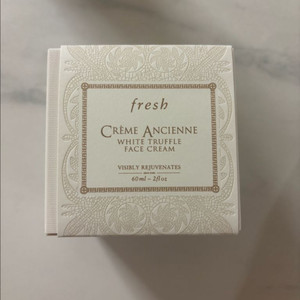 fresh
CRÈME ANCIENNE
WHITE TRUFFLE
FACE CREAM
VISIBLY REJUVENATES
60ml ~ 2fl oz